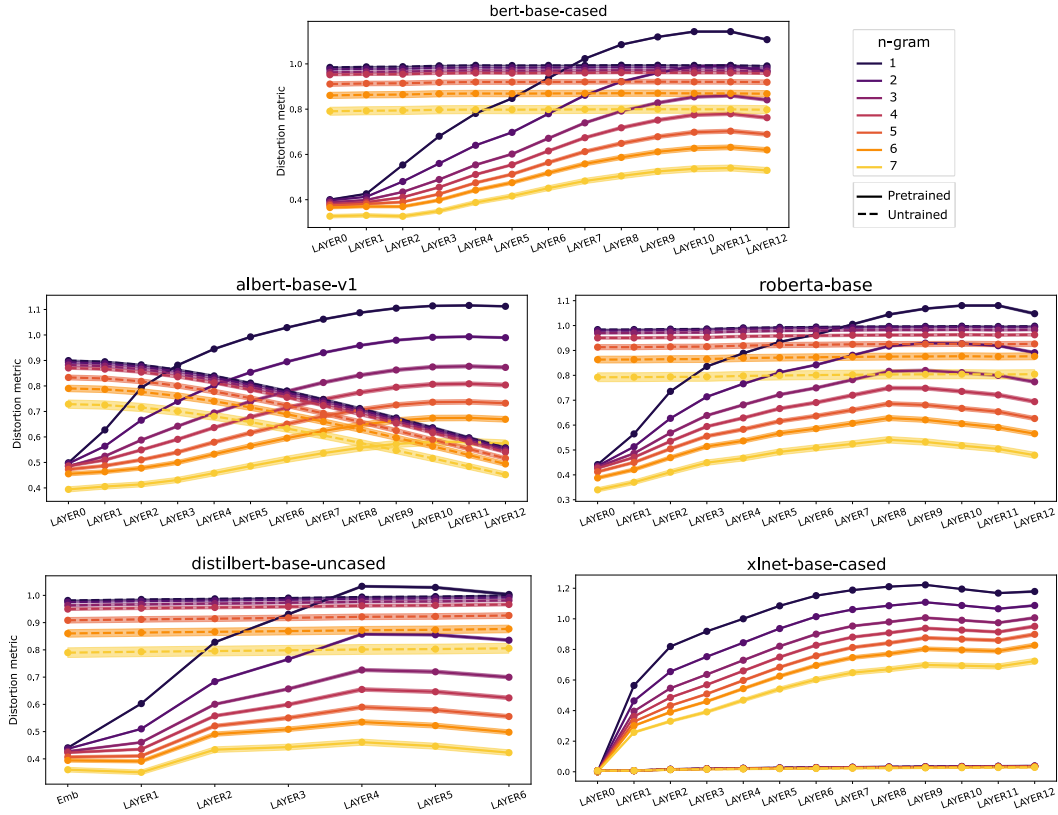 bert-base-cased
Distortion metric
1.0
0.8
0.6
0.4
LAYER0 LAYER1 LAYER2 LAYER3 LAYER4 LAYER5 LAYER6 LAYER7 LAYER8 LAYER9 LAYER10 LAYER11 LAYER12
n-gram
1
2
3
4
5
6
7
Pretrained
Untrained
albert-base-v1
Distortion metric
1.1
1.0
0.9
0.8
0.7
0.6
0.5
0.4
LAYER0 LAYER1 LAYER2 LAYER3 LAYER4 LAYER5 LAYER6 LAYER7 LAYER8 LAYER9 LAYER10 LAYER11 LAYER12
roberta-base
1.1
1.0
0.9
0.8
0.7
0.6
0.5
0.4
0.3
LAYER0 LAYER1 LAYER2 LAYER3 LAYER4 LAYER5 LAYER6 LAYER7 LAYER8 LAYER9 LAYER10 LAYER11 LAYER12
distilbert-base-uncased
Distortion metric
1.0
0.9
0.8
0.7
0.6
0.5
0.4
Emb LAYER1 LAYER2 LAYER3 LAYER4 LAYER5 LAYER6
xlnet-base-cased
1.2
1.0
0.8
0.6
0.4
0.2
0.0
LAYER0 LAYER1 LAYER2 LAYER3 LAYER4 LAYER5 LAYER6 LAYER7 LAYER8 LAYER9 LAYER10 LAYER11 LAYER12